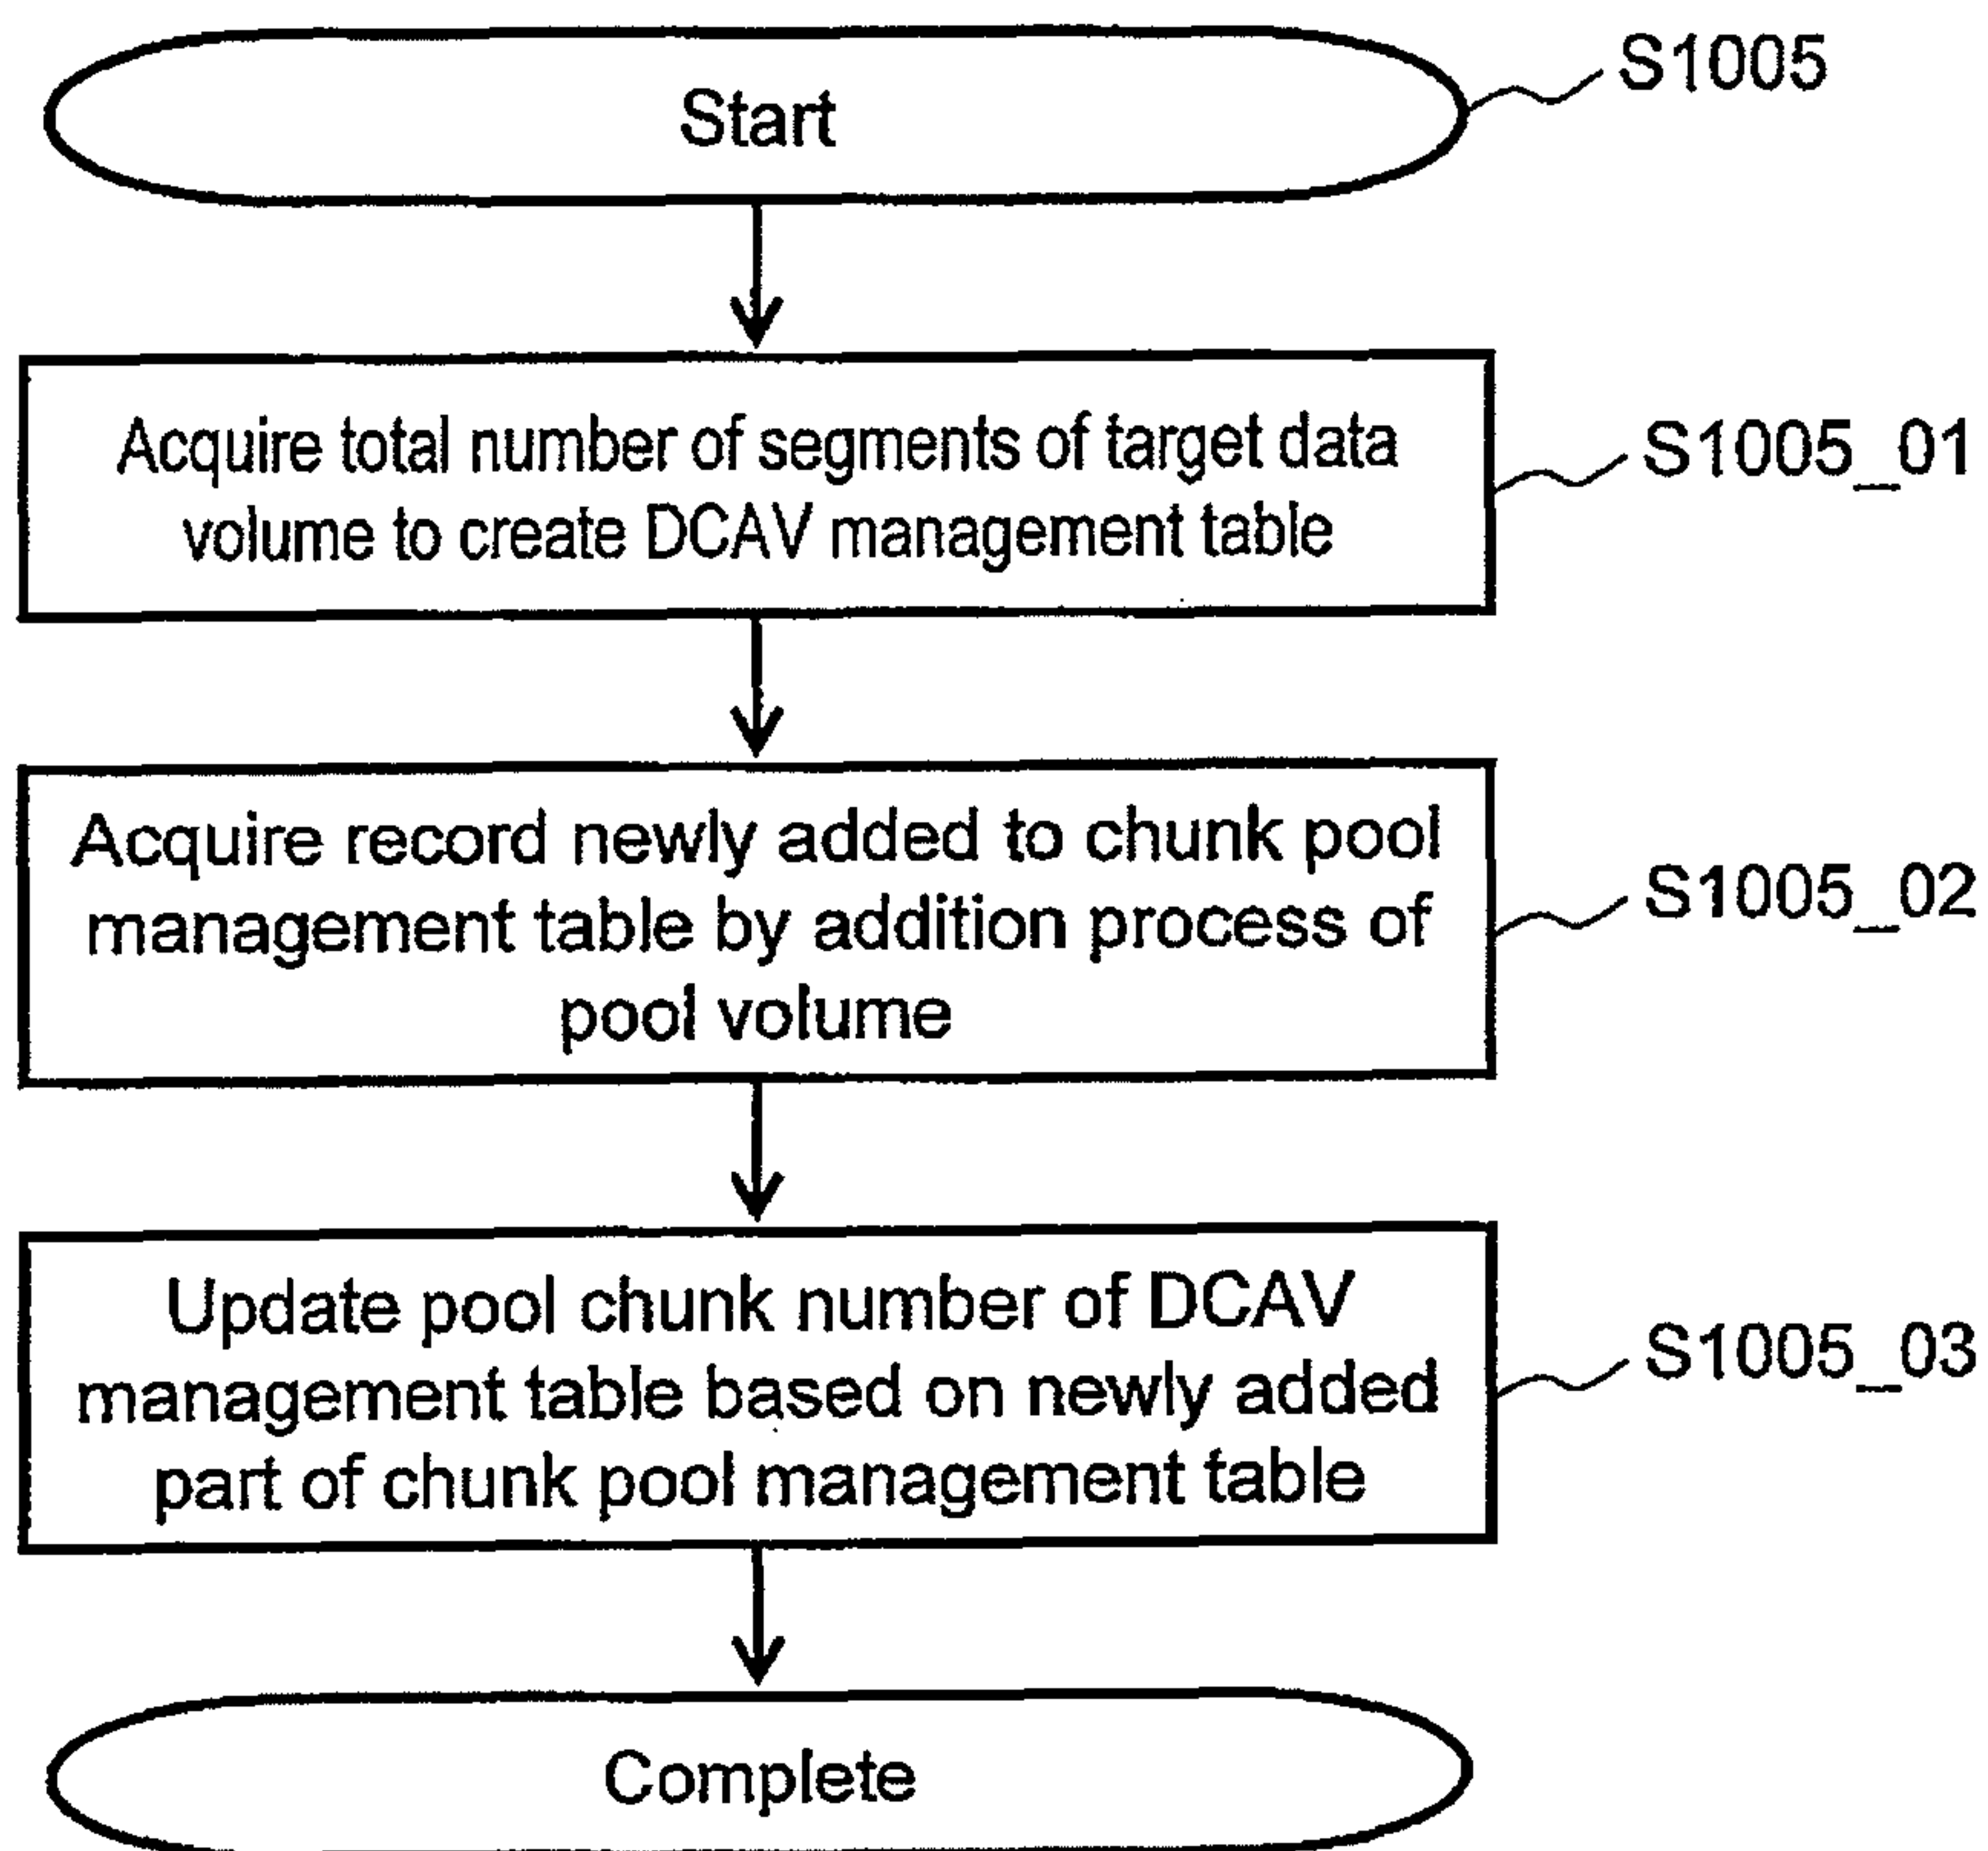 Start
S1005
Acquire total number of segments of target data
volume to create DCAV management table
S1005_01
Acquire record newly added to chunk pool
management table by addition process of
pool volume
S1005_02
Update pool chunk number of DCAV
management table based on newly added
part of chunk pool management table
S1005_03
Complete